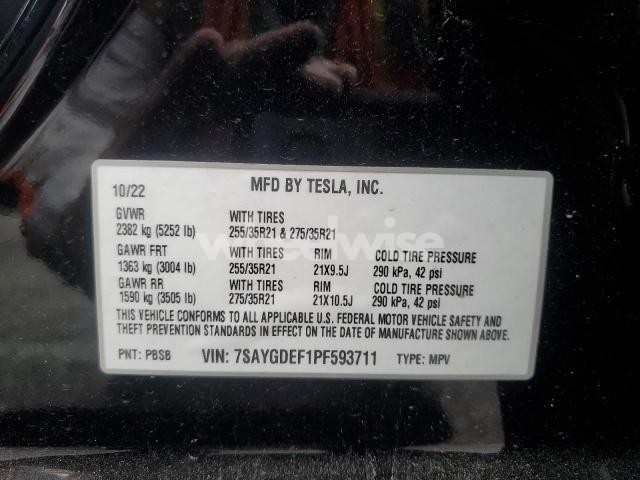 10/22 MFD BY TESLA, INC.
GVWR WITH TIRES
2382 kg (5252 lb) 255/35R21 & 275/35R21
GAWR FRT WITH TIRES RIM COLD TIRE PRESSURE
1363 kg (3004 lb) 255/35R21 21X9.5J 290 kPa, 42 psi
GAWR RR WITH TIRES RIM COLD TIRE PRESSURE
1590 kg (3505 lb) 275/35R21 21X10.5J 290 kPa, 42 psi
THIS VEHICLE CONFORMS TO ALL APPLICABLE U.S. FEDERAL MOTOR VEHICLE SAFETY AND
THEFT PREVENTION STANDARDS IN EFFECT ON THE DATE OF MANUFACTURE SHOWN ABOVE.
PNT: PBSB VIN: 7SAYGDEF1PF593711 TYPE: MPV